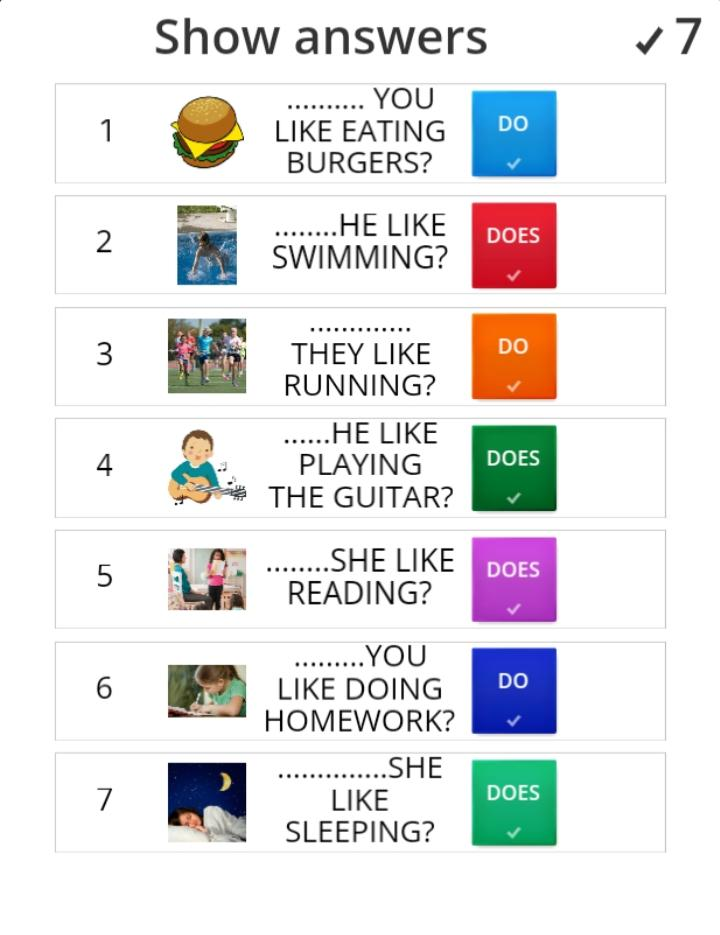 Show answers ✓ 7
1
.......... YOU
LIKE EATING
BURGERS?
DO
✓
2
........HE LIKE
SWIMMING?
DOES
✓
3
.............
THEY LIKE
RUNNING?
DO
✓
4
......HE LIKE
PLAYING
THE GUITAR?
DOES
✓
5
........SHE LIKE
READING?
DOES
✓
6
.........YOU
LIKE DOING
HOMEWORK?
DO
✓
7
..............SHE
LIKE
SLEEPING?
DOES
✓